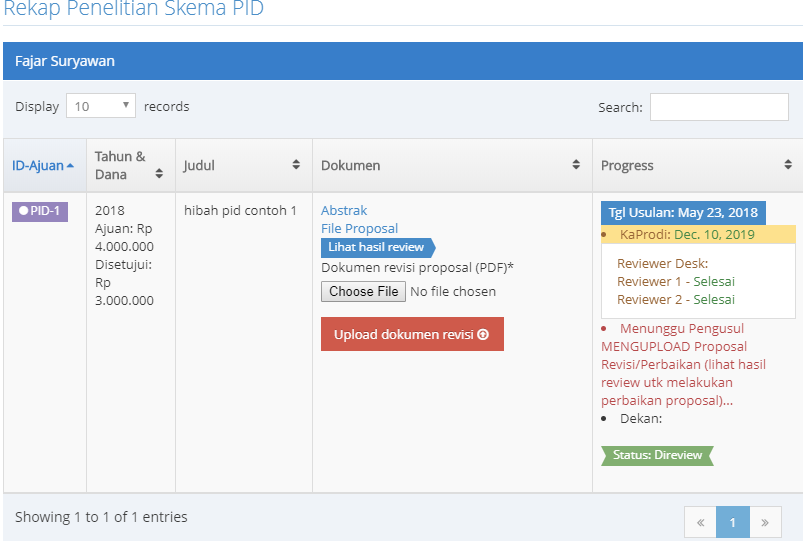 Rekap Penelitian Skema PID
Fajar Suryawan
Display 10 records
Search:
ID-Ajuan
Tahun &
Dana
Judul
Dokumen
Progress
PID-1
2018
Ajuan: Rp
4.000.000
Disetujui:
Rp
3.000.000
hibah pid contoh 1
Abstrak
File Proposal
Lihat hasil review
Dokumen revisi proposal (PDF)*
Choose File No file chosen
Upload dokumen revisi
Tgl Usulan: May 23, 2018
KaProdi: Dec. 10, 2019
Reviewer Desk:
Reviewer 1 - Selesai
Reviewer 2 - Selesai
Menunggu Pengusul
MENGUPLOAD Proposal
Revisi/Perbaikan (lihat hasil
review utk melakukan
perbaikan proposal)...
Dekan:
Status: Direview
Showing 1 to 1 of 1 entries
« 1 »